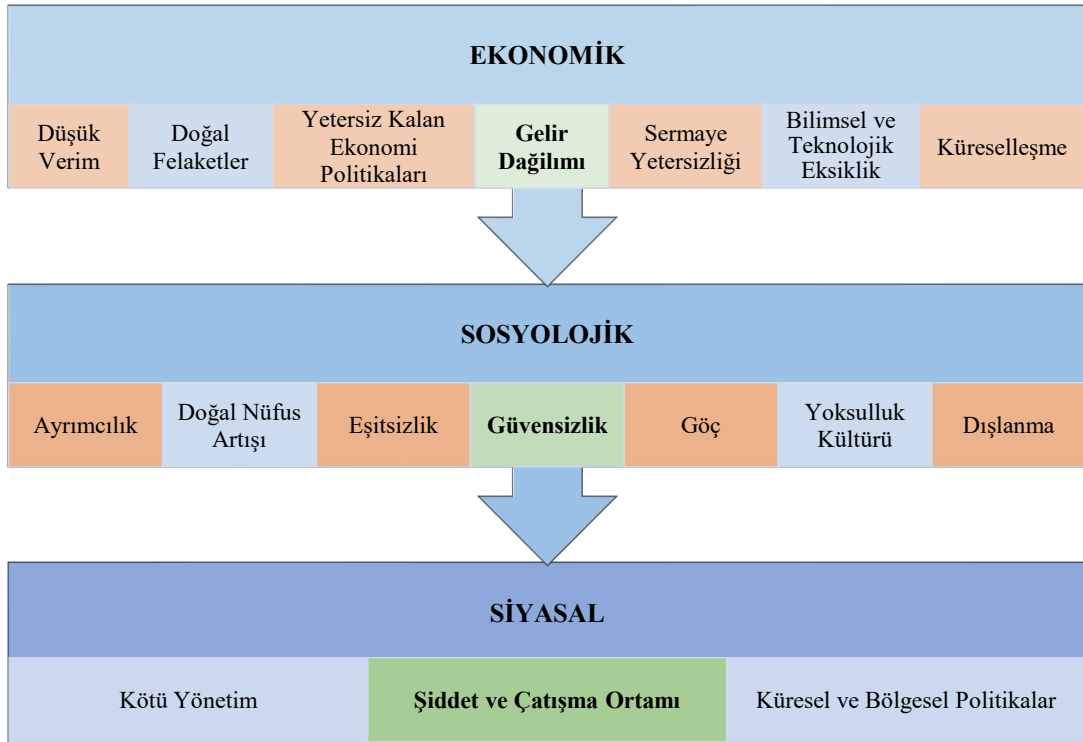 EKONOMİK
Düşük
Verim
Doğal
Felaketler
Yetersiz Kalan
Ekonomi
Politikaları
Gelir
Dağilımı
Sermaye
Yetersizliği
Bilimsel ve
Teknolojik
Eksiklik
Küreselleşme
SOSYOLOJİK
Ayrımcılık
Doğal Nüfus
Artışı
Eşitsizlik
Güvensizlik
Göç
Yoksulluk
Kültürü
Dışlanma
SİYASAL
Kötü Yönetim
Şiddet ve Çatışma Ortamı
Küresel ve Bölgesel Politikalar